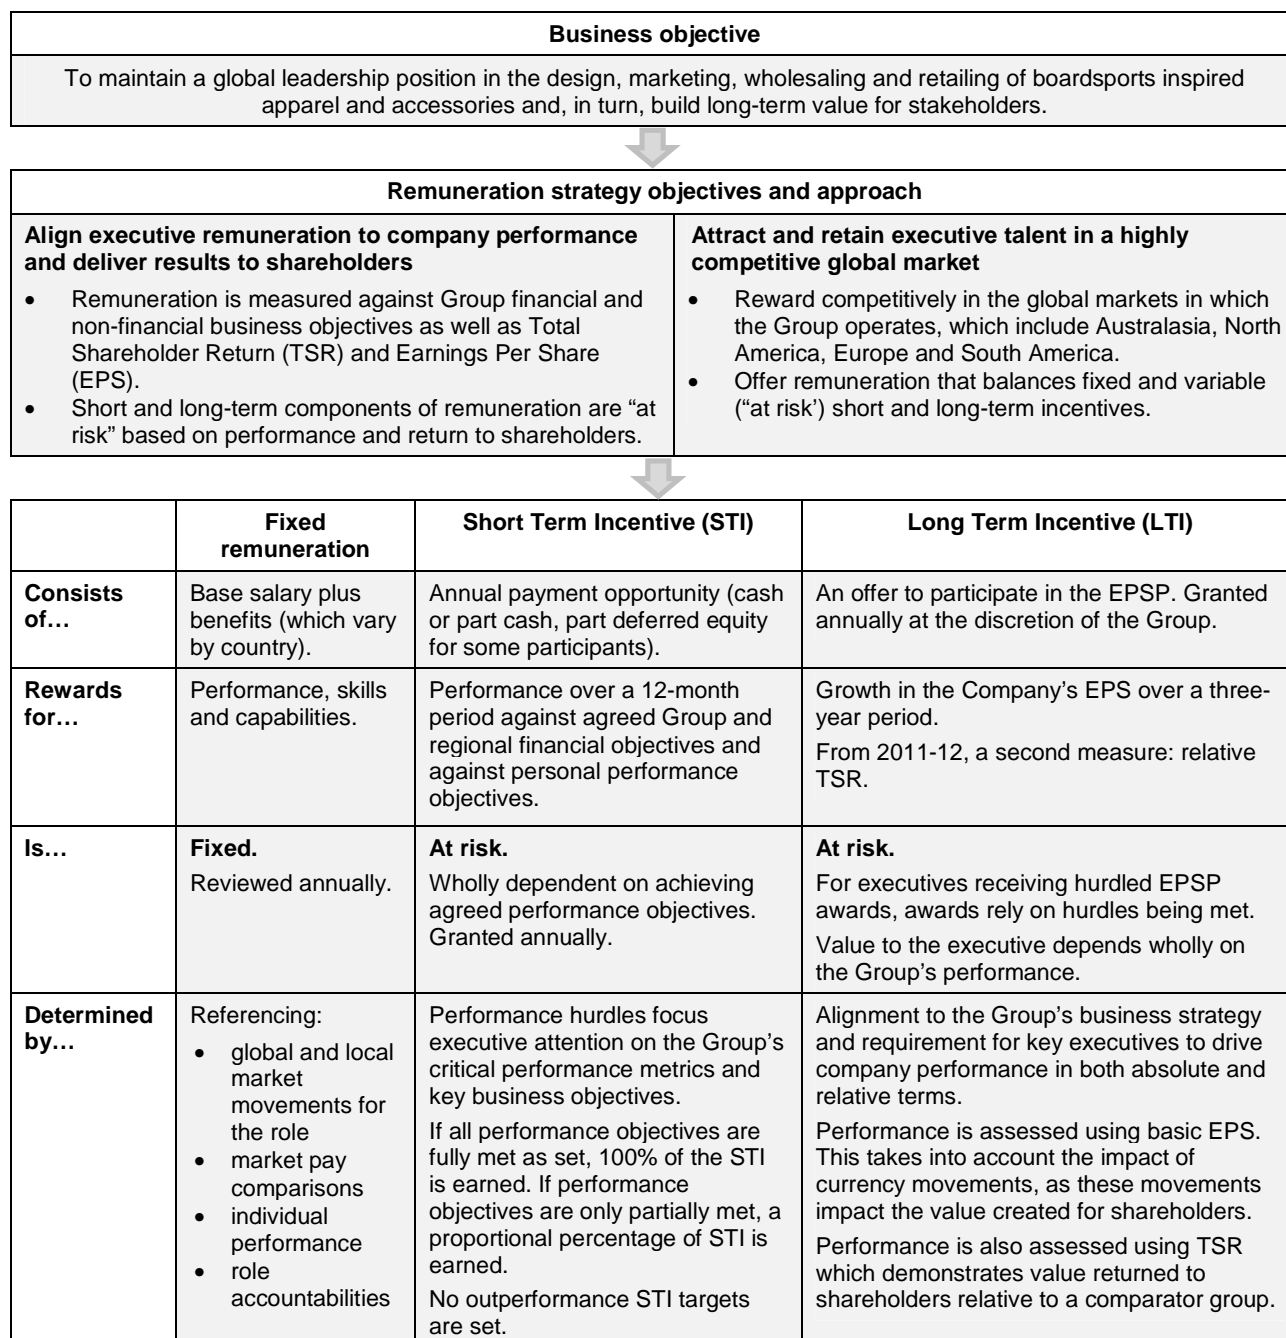 Business objective
To maintain a global leadership position in the design, marketing, wholesaling and retailing of boardsports inspired
apparel and accessories and, in turn, build long-term value for stakeholders.
Remuneration strategy objectives and approach
Align executive remuneration to company performance
and deliver results to shareholders
• Remuneration is measured against Group financial and
non-financial business objectives as well as Total
Shareholder Return (TSR) and Earnings Per Share
(EPS).
• Short and long-term components of remuneration are “at
risk” based on performance and return to shareholders.
Attract and retain executive talent in a highly
competitive global market
• Reward competitively in the global markets in which
the Group operates, which include Australasia, North
America, Europe and South America.
• Offer remuneration that balances fixed and variable
(“at risk’) short and long-term incentives.
Fixed
remuneration
Short Term Incentive (STI)
Long Term Incentive (LTI)
Consists
of…
Base salary plus
benefits (which vary
by country).
Annual payment opportunity (cash
or part cash, part deferred equity
for some participants).
An offer to participate in the EPSP. Granted
annually at the discretion of the Group.
Rewards
for…
Performance, skills
and capabilities.
Performance over a 12-month
period against agreed Group and
regional financial objectives and
against personal performance
objectives.
Growth in the Company’s EPS over a three-
year period.
From 2011-12, a second measure: relative
TSR.
Is…
Fixed.
Reviewed annually.
At risk.
Wholly dependent on achieving
agreed performance objectives.
Granted annually.
At risk.
For executives receiving hurdled EPSP
awards, awards rely on hurdles being met.
Value to the executive depends wholly on
the Group’s performance.
Determined
by…
Referencing:
• global and local
market
movements for
the role
• market pay
comparisons
• individual
performance
• role
accountabilities
Performance hurdles focus
executive attention on the Group’s
critical performance metrics and
key business objectives.
If all performance objectives are
fully met as set, 100% of the STI
is earned. If performance
objectives are only partially met, a
proportional percentage of STI is
earned.
No outperformance STI targets
are set.
Alignment to the Group’s business strategy
and requirement for key executives to drive
company performance in both absolute and
relative terms.
Performance is assessed using basic EPS.
This takes into account the impact of
currency movements, as these movements
impact the value created for shareholders.
Performance is also assessed using TSR
which demonstrates value returned to
shareholders relative to a comparator group.